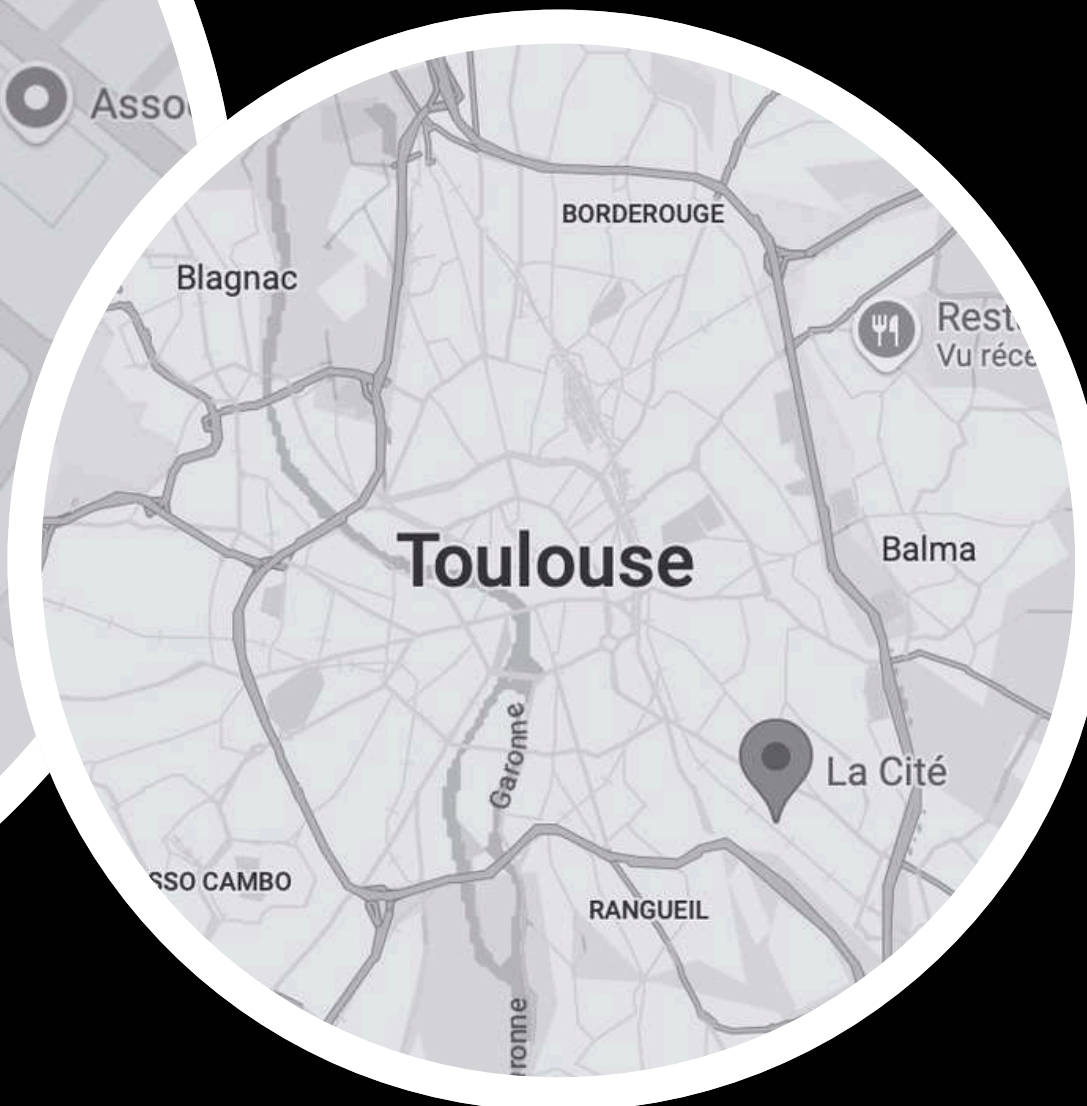 Asso
BORDEROUGE
Blagnac
Rest
Vu réce
Toulouse
Balma
Garonne
La Cité
SSO CAMBO
RANGUEIL
ronne